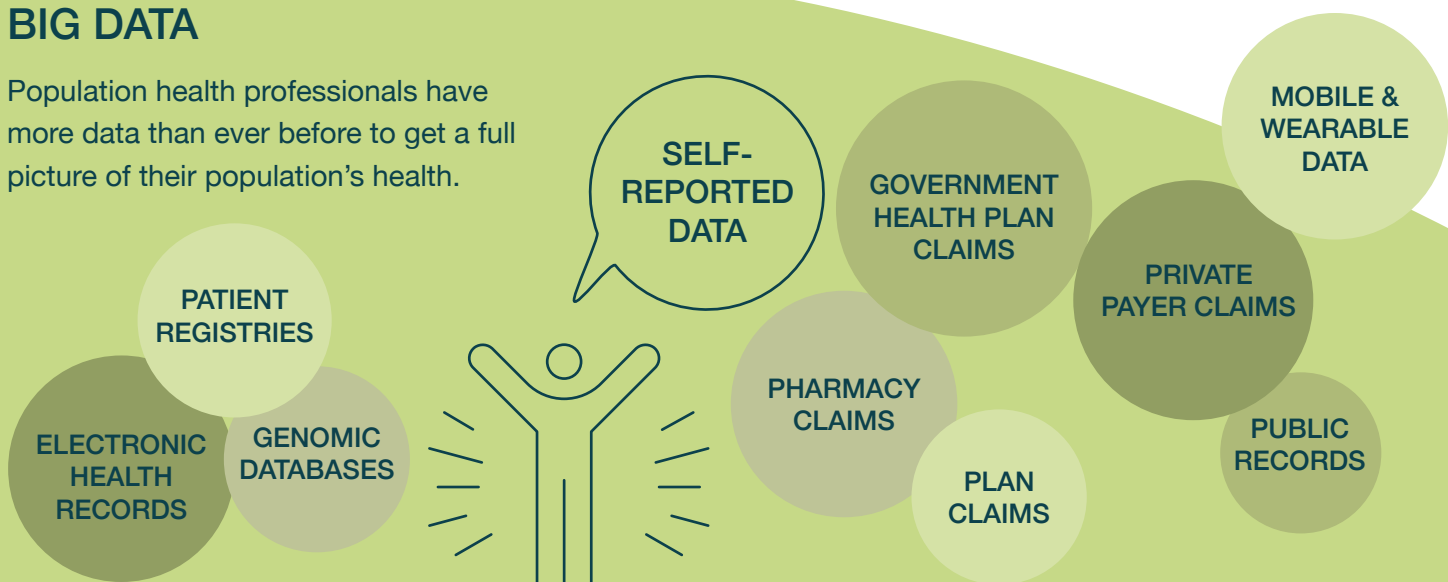 BIG DATA
Population health professionals have
more data than ever before to get a full
picture of their population’s health.
PATIENT
REGISTRIES
ELECTRONIC
HEALTH
RECORDS
GENOMIC
DATABASES
SELF-
REPORTED
DATA
GOVERNMENT
HEALTH PLAN
CLAIMS
PHARMACY
CLAIMS
PLAN
CLAIMS
MOBILE &
WEARABLE
DATA
PRIVATE
PAYER CLAIMS
PUBLIC
RECORDS